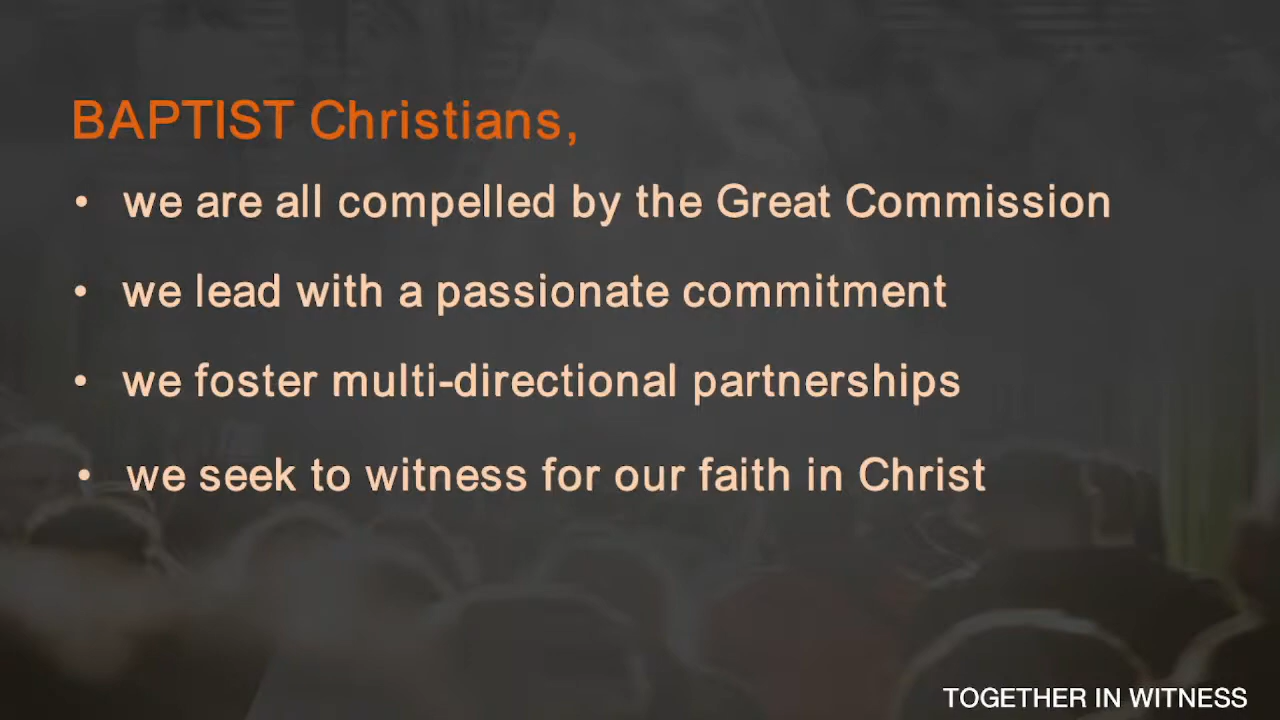 BAPTIST Christians,
• we are all compelled by the Great Commission
• we lead with a passionate commitment
• we foster multi-directional partnerships
• we seek to witness for our faith in Christ
TOGETHER IN WITNESS